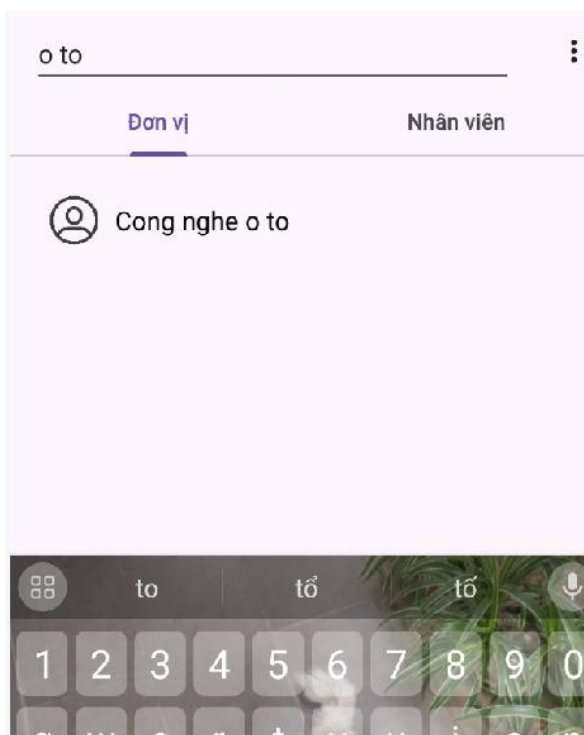 o to
Đơn vị Nhân viên
Cong nghe o to
to tổ tố
1 2 3 4 5 6 7 8 9 0